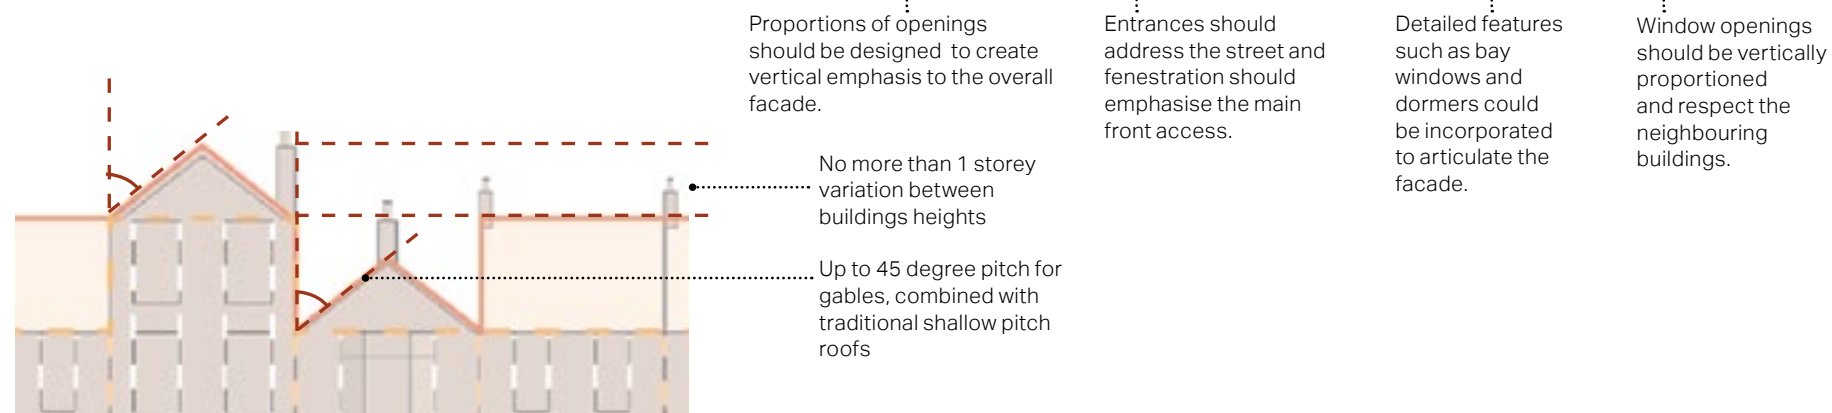 Proportions of openings
should be designed  to create
vertical emphasis to the overall
facade.
Entrances should
address the street and
fenestration should
emphasise the main
front access.
Detailed features
such as bay
windows and
dormers could
be incorporated
to articulate the
facade.
Window openings
should be vertically
proportioned
and respect the
neighbouring
buildings.
No more than 1 storey
variation between
buildings heights
Up to 45 degree pitch for
gables, combined with
traditional shallow pitch
roofs